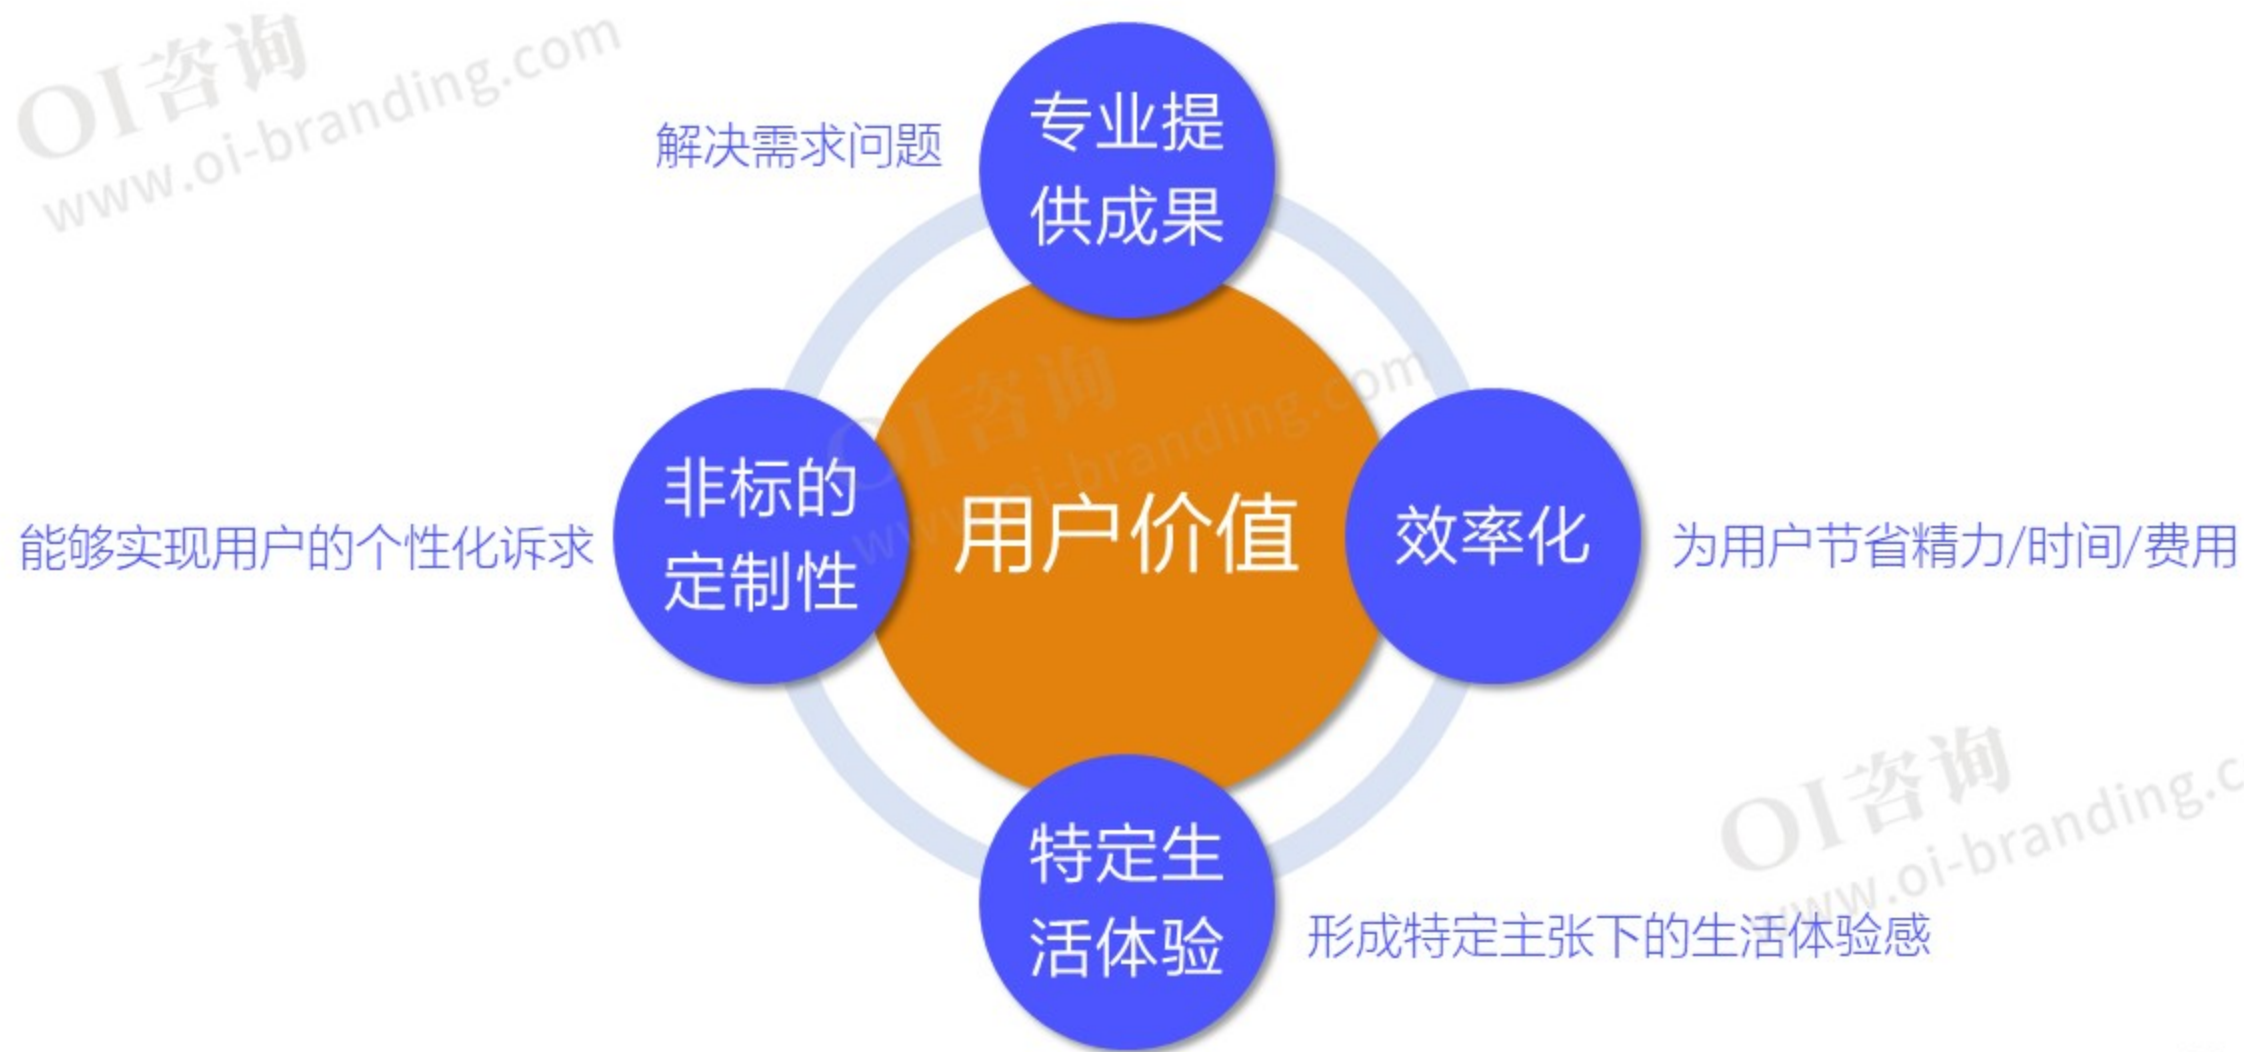 OI咨询
www.oi-branding.com
解决需求问题
专业提
供成果
OI咨询
www.oi-branding.com
能够实现用户的个性化诉求
非标的
定制性
用户价值
效率化
为用户节省精力/时间/费用
特定生
活体验
形成特定主张下的生活体验感
OI咨询
www.oi-branding.c